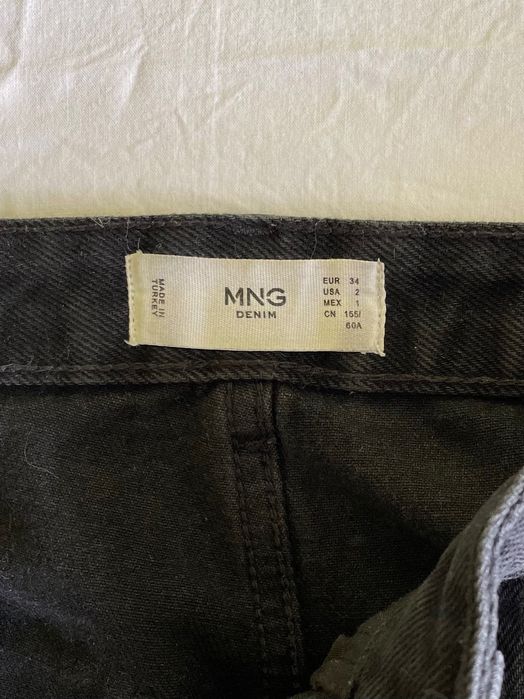 MADE IN
TURKEY
MNG
DENIM
EUR 34
USA 2
MEX 1
CN 155/
60A